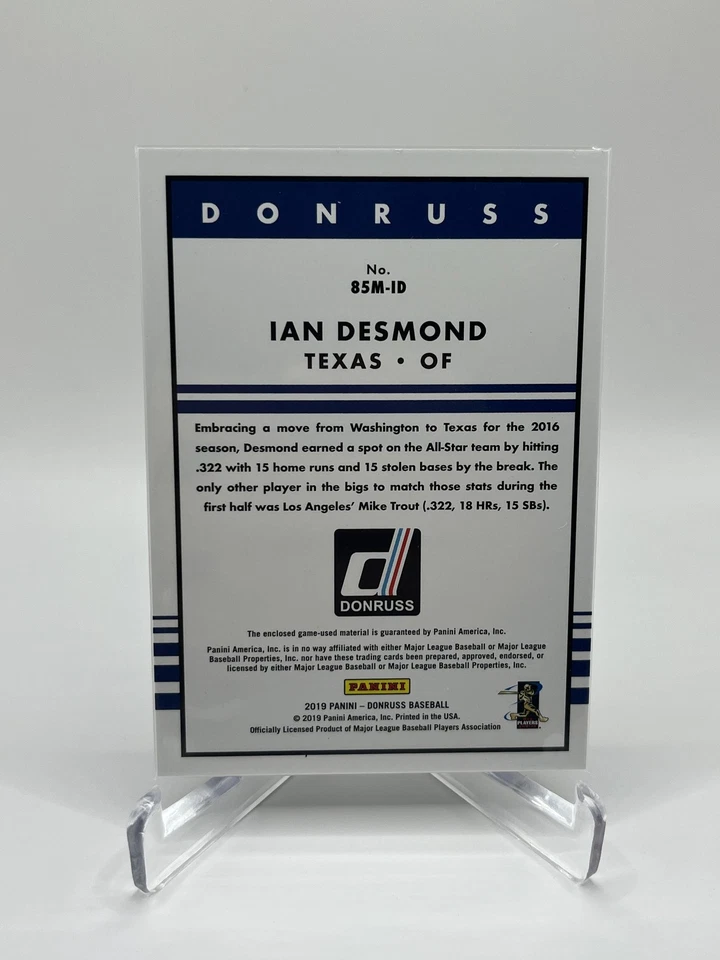 DONRUSS
No.
85M-ID
IAN DESMOND
TEXAS • OF
Embracing a move from Washington to Texas for the 2016
season, Desmond earned a spot on the All-Star team by hitting
.322 with 15 home runs and 15 stolen bases by the break. The
only other player in the bigs to match those stats during the
first half was Los Angeles' Mike Trout (.322, 18 HRs, 15 SBs).
d
DONRUSS
The enclosed game-used material is guaranteed by Panini America, Inc.
Panini America, Inc. is in no way affiliated with either Major League Baseball or Major League
Baseball Properties, Inc. nor have these trading cards been prepared, approved, endorsed, or
licensed by either Major League Baseball or Major League Baseball Properties, Inc.
PANINI
2019 PANINI – DONRUSS BASEBALL
© 2019 Panini America, Inc. Printed in the USA.
Officially Licensed Product of Major League Baseball Players Association
PLAYERS